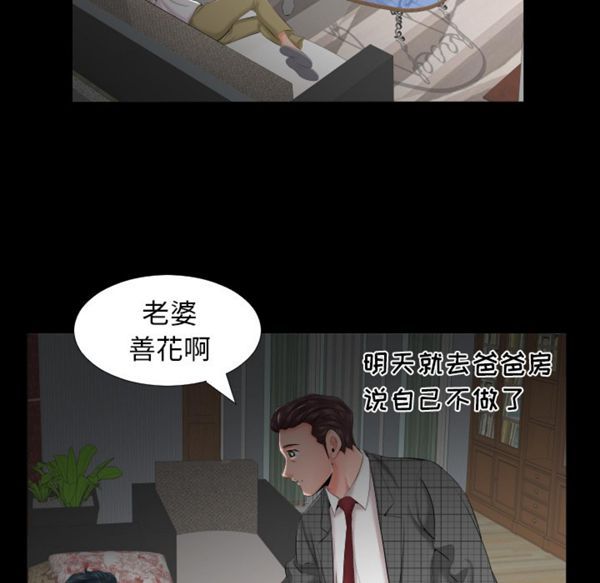 老婆
善花啊
明天就去爸爸房
说自己不做了